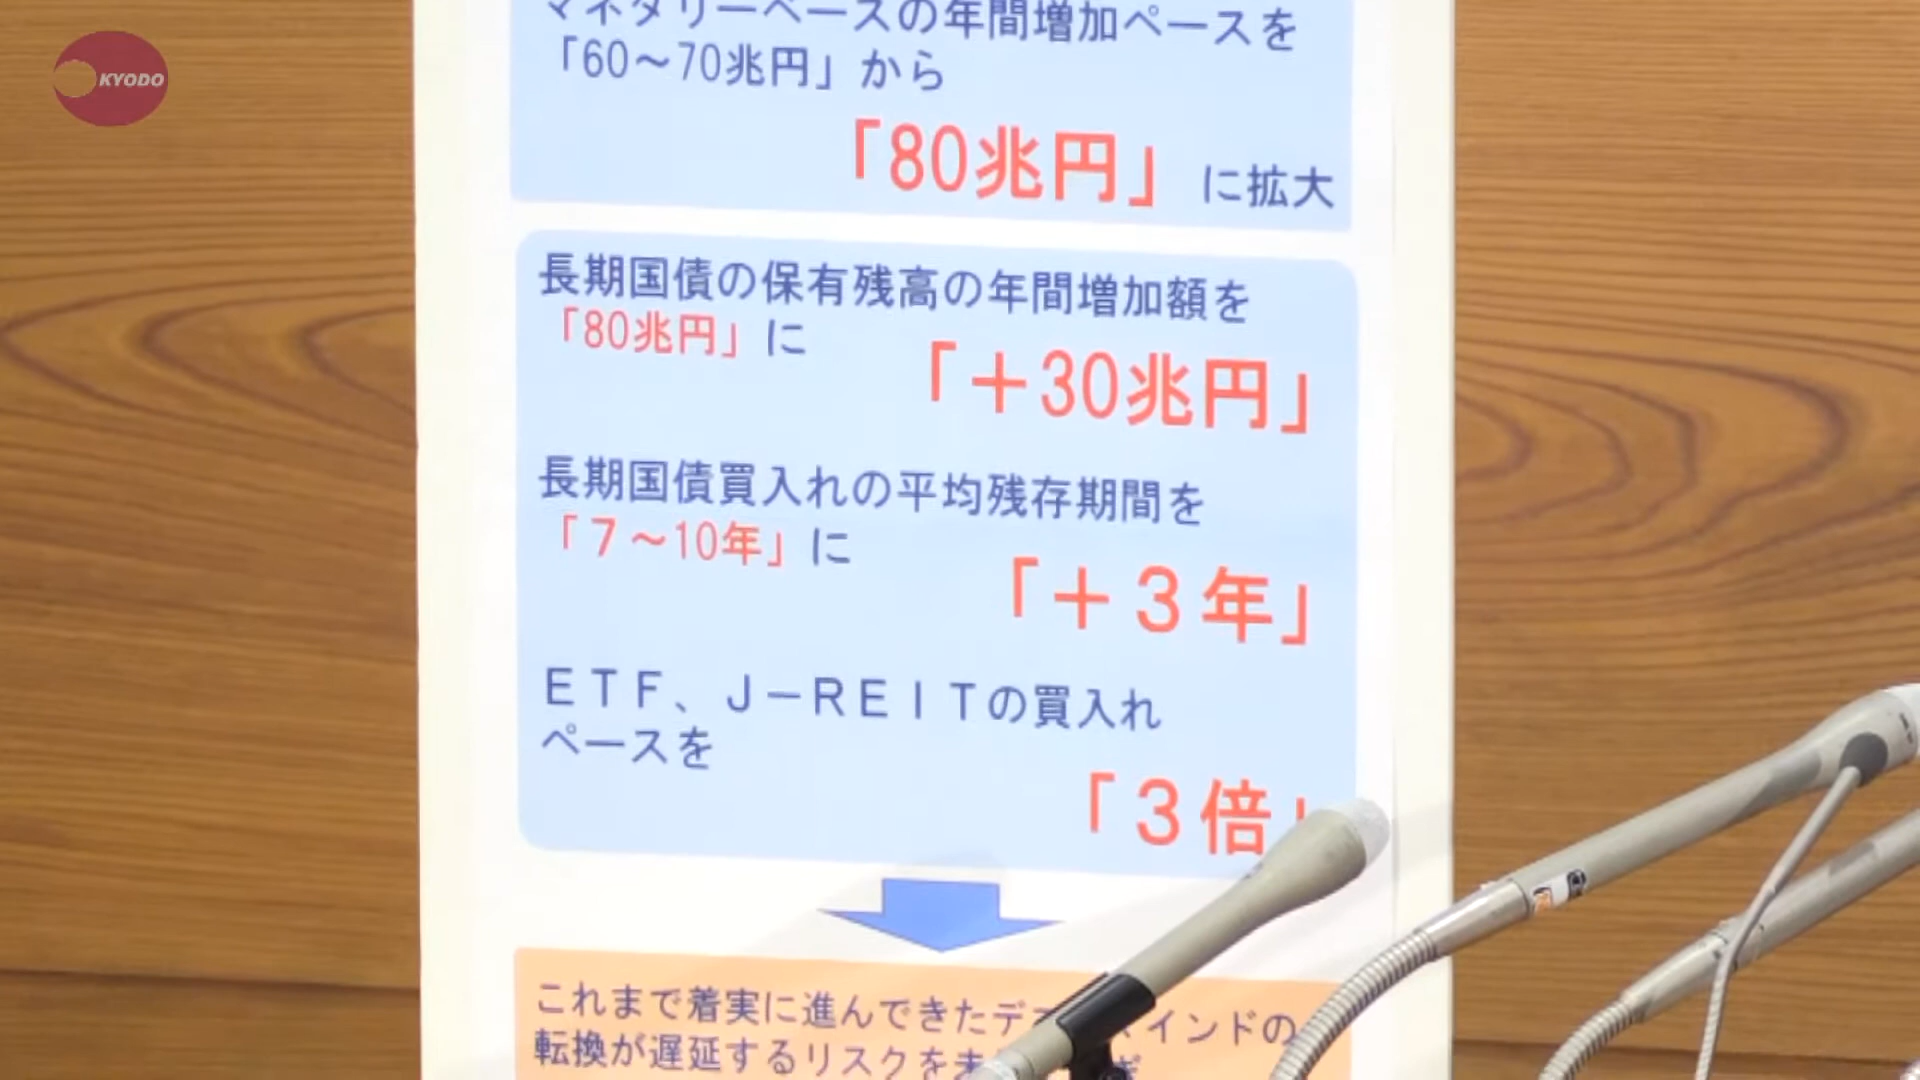 KYODO
マネタリーベースの年間増加ペースを
「60～70兆円」から
「80兆円」に拡大
長期国債の保有残高の年間増加額を
「80兆円」に
「＋30兆円」
長期国債買入れの平均残存期間を
「７～10年」に
「＋３年」
ＥＴＦ、Ｊ－ＲＥＩＴの買入れ
ペースを
「３倍」
これまで着実に進んできたデ インドの
転換が遅延するリスクを